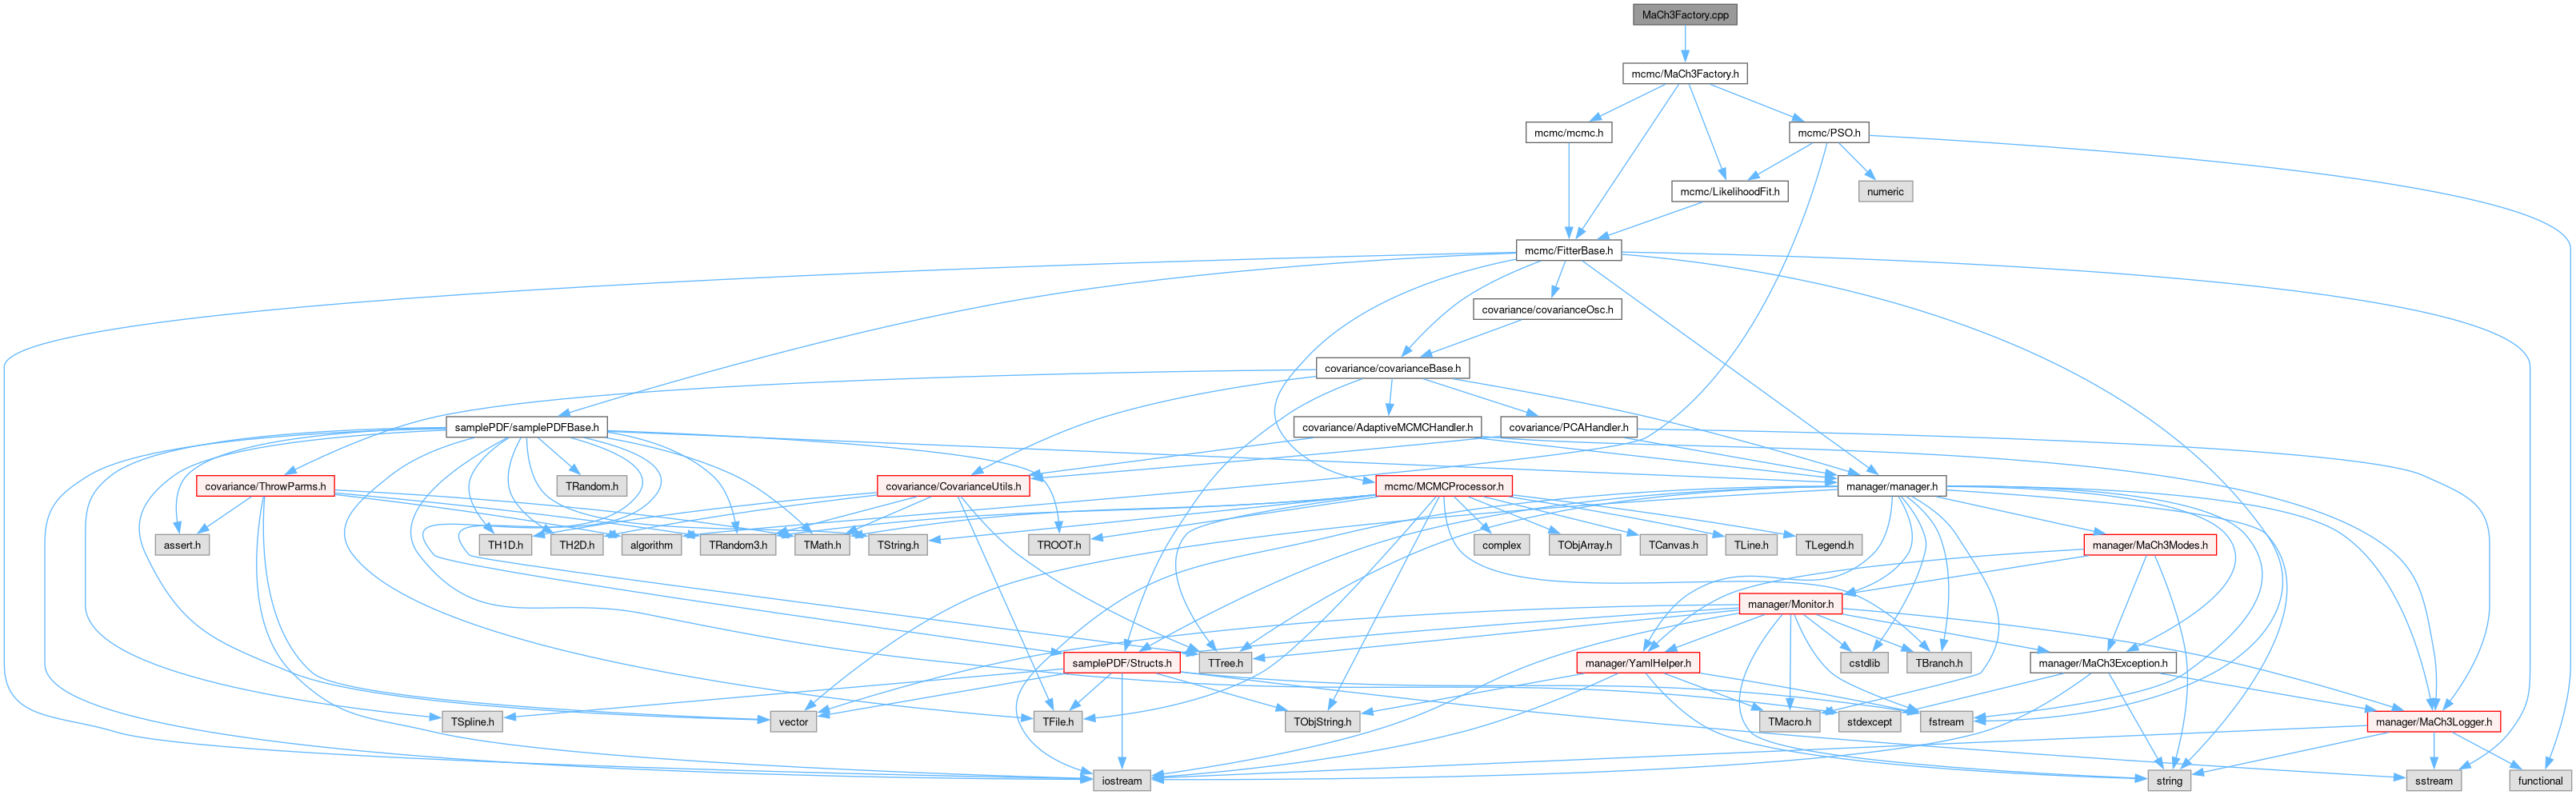 MaCh3Factory.cpp
mcmc/MaCh3Factory.h
mcmc/mcmc.h
mcmc/PSO.h
mcmc/LikelihoodFit.h
numeric
mcmc/FitterBase.h
covariance/covarianceOsc.h
covariance/covarianceBase.h
samplePDF/samplePDFBase.h
covariance/AdaptiveMCMCHandler.h
covariance/PCAHandler.h
covariance/ThrowParms.h
TRandom.h
covariance/CovarianceUtils.h
mcmc/MCMCProcessor.h
manager/manager.h
assert.h
TH1D.h
TH2D.h
algorithm
TRandom3.h
TMath.h
TString.h
TROOT.h
complex
TObjArray.h
TCanvas.h
TLine.h
TLegend.h
manager/MaCh3Modes.h
manager/Monitor.h
samplePDF/Structs.h
TTree.h
manager/YamlHelper.h
cstdlib
TBranch.h
manager/MaCh3Exception.h
TSpline.h
vector
TFile.h
TObjString.h
TMacro.h
stdexcept
fstream
manager/MaCh3Logger.h
iostream
string
sstream
functional